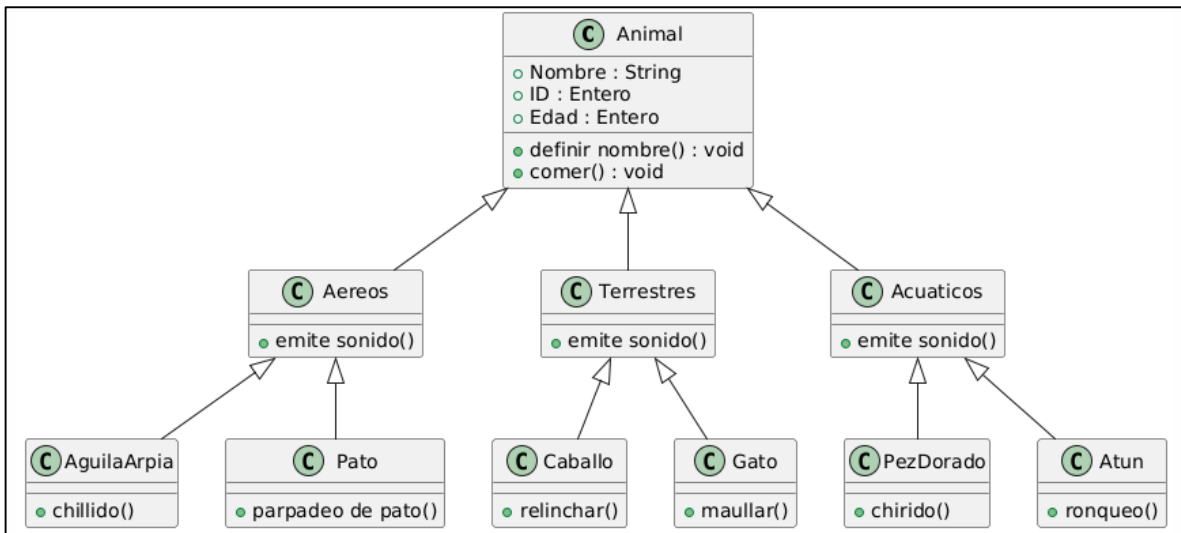 C Animal
Nombre : String
ID : Entero
Edad : Entero
definir nombre() : void
comer() : void
C Aereos
emite sonido()
C Terrestres
emite sonido()
C Acuaticos
emite sonido()
C AguilaArpia
chillido()
C Pato
parpadeo de pato()
C Caballo
relinchar()
C Gato
maullar()
C PezDorado
chirido()
C Atun
ronqueo()